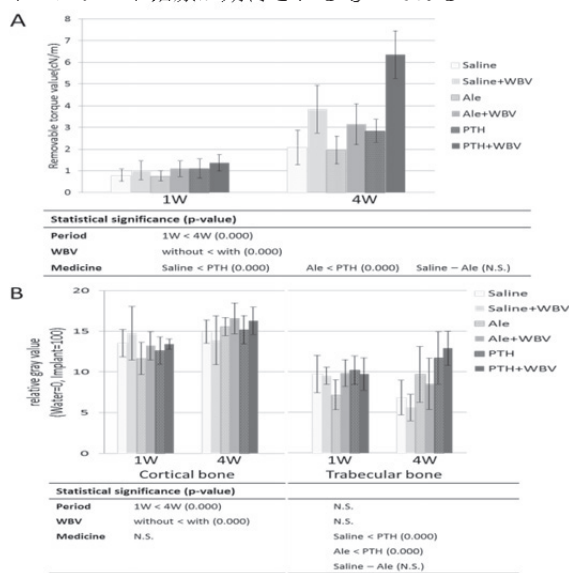 A
Removable torque value(cN/m)
8
7
6
5
4
3
2
1
0
1W
4W
Saline
Saline+WBV
Ale
Ale+WBV
PTH
PTH+WBV
Statistical significance (p-value)
Period 1W < 4W (0.000)
WBV without < with (0.000)
Medicine Saline < PTH (0.000) Ale < PTH (0.000) Saline – Ale (N.S.)
B
relative gray value
(Water=0, Implant=100)
20
15
10
5
0
1W
4W
1W
4W
Cortical bone
Trabecular bone
Saline
Saline+WBV
Ale
Ale+WBV
PTH
PTH+WBV
Statistical significance (p-value)
Period 1W < 4W (0.000) N.S.
WBV without < with (0.000) N.S.
Medicine N.S. Saline < PTH (0.000)
Ale < PTH (0.000)
Saline – Ale (N.S.)